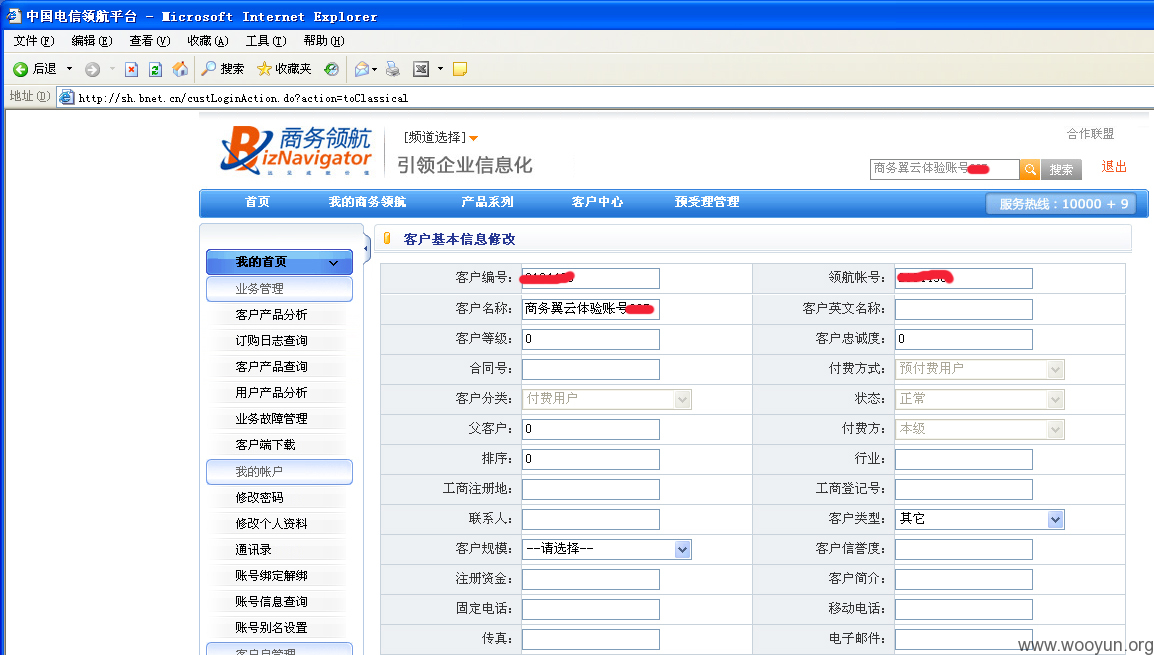 中国电信领航平台 - Microsoft Internet Explorer
文件(F) 编辑(E) 查看(V) 收藏(A) 工具(T) 帮助(H)
后退 搜索 收藏夹
地址(D) http://sh.bnet.cn/custLoginAction.do?action=toClassical
商务领航 BizNavigator
[频道选择]
引领企业信息化
合作联盟
商务翼云体验账号 搜索 退出
首页 我的商务领航 产品系列 客户中心 预受理管理 服务热线：10000 + 9
客户基本信息修改
我的首页
业务管理
客户产品分析
订购日志查询
客户产品查询
用户产品分析
业务故障管理
客户端下载
我的帐户
修改密码
修改个人资料
通讯录
账号绑定解绑
账号信息查询
账号别名设置
客户自管理
客户编号： 领航帐号：
客户名称： 商务翼云体验账号 客户英文名称：
客户等级： 0 客户忠诚度： 0
合同号： 付费方式： 预付费用户
客户分类： 付费用户 状态： 正常
父客户： 0 付费方： 本级
排序： 0 行业：
工商注册地： 工商登记号：
联系人： 客户类型： 其它
客户规模： --请选择-- 客户信誉度：
注册资金： 客户简介：
固定电话： 移动电话：
传真： 电子邮件：
www.wooyun.org